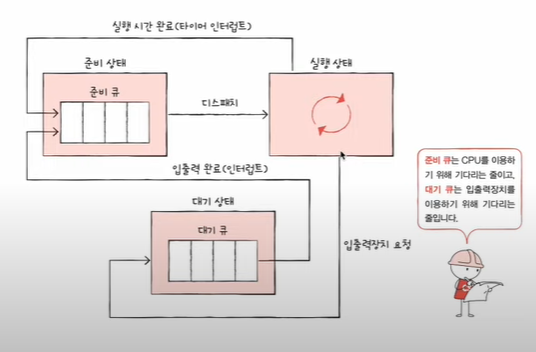 실행 시간 완료(타이머 인터럽트)
준비 상태
실행 상태
준비 큐
디스패치
입출력 완료(인터럽트)
대기 상태
대기 큐
입출력장치 요청
준비 큐는 CPU를 이용하
기 위해 기다리는 줄이고,
대기 큐는 입출력장치를
이용하기 위해 기다리는
줄입니다.